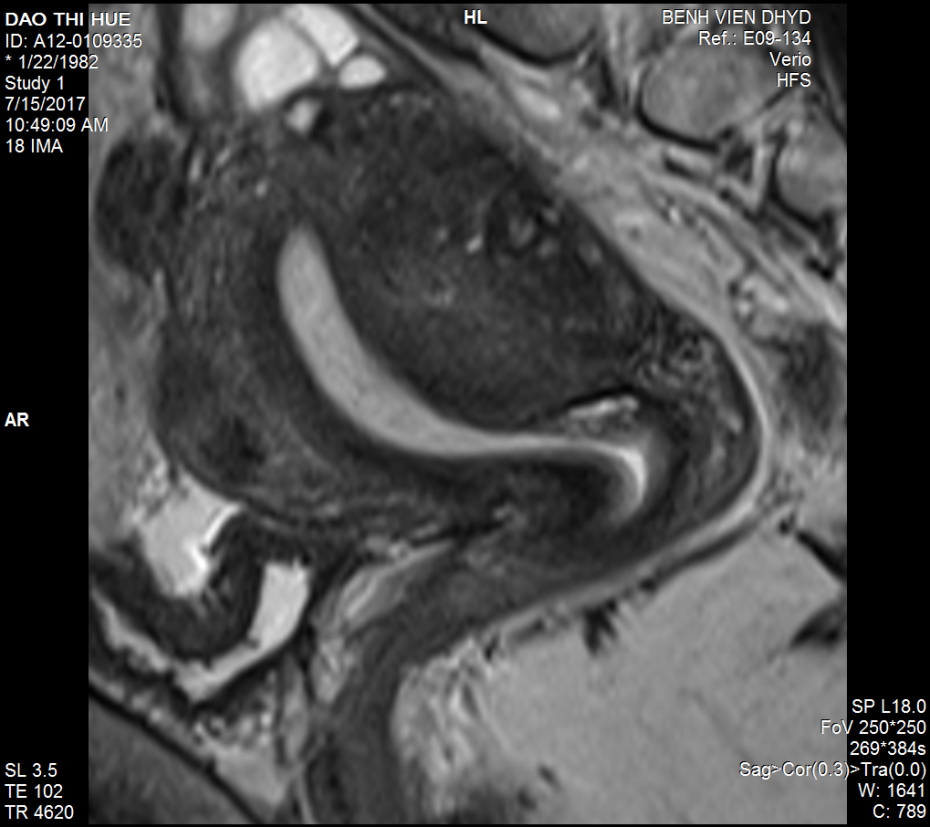 DAO THI HUE
ID: A12-0109335
* 1/22/1982
Study 1
7/15/2017
10:49:09 AM
18 IMA
HL
BENH VIEN DHYD
Ref.: E09-134
Verio
HFS
AR
SL 3.5
TE 102
TR 4620
SP L18.0
FoV 250*250
269*384s
Sag>Cor(0.3)>Tra(0.0)
W: 1641
C: 789